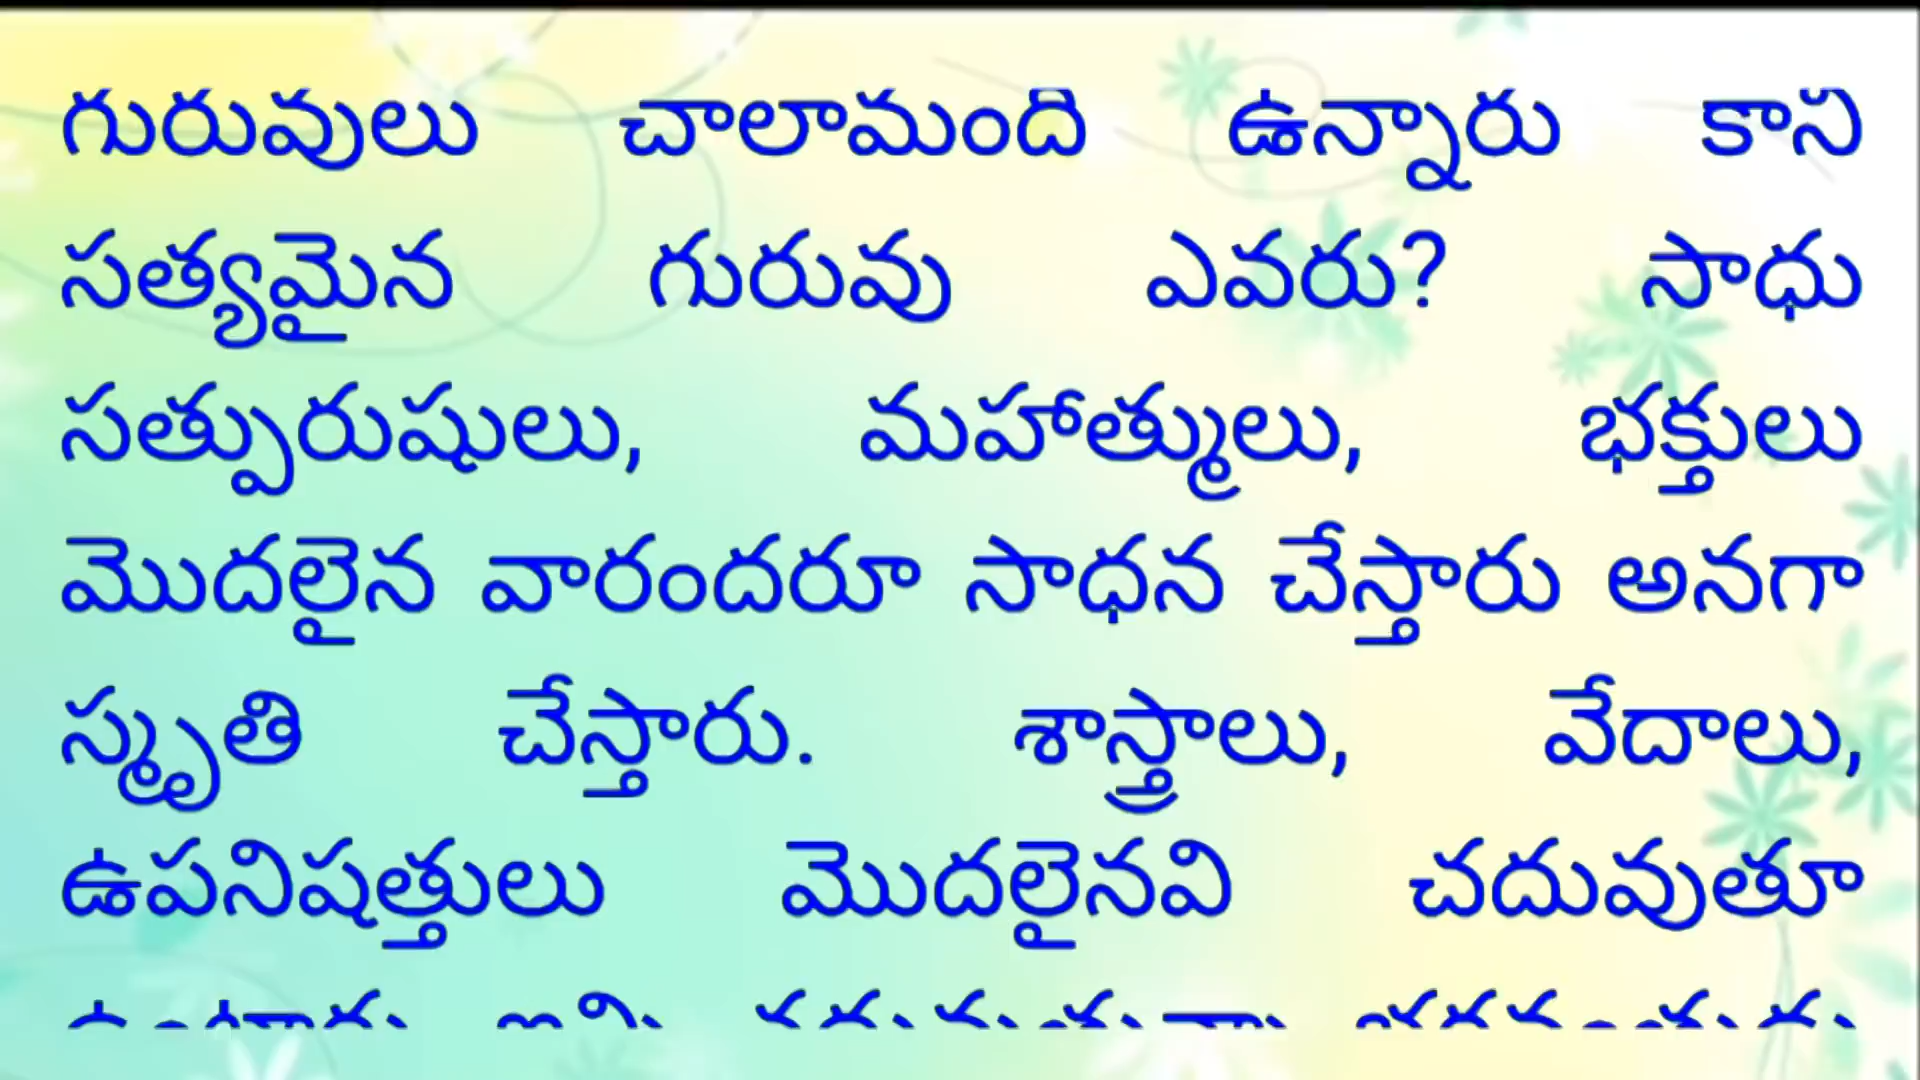 గురువులు చాలామంది ఉన్నారు కాని
సత్యమైన గురువు ఎవరు? సాధు
సత్పురుషులు, మహాత్ములు, భక్తులు
మొదలైన వారందరూ సాధన చేస్తారు అనగా
స్మృతి చేస్తారు. శాస్త్రాలు, వేదాలు,
ఉపనిషత్తులు మొదలైనవి చదువుతూ